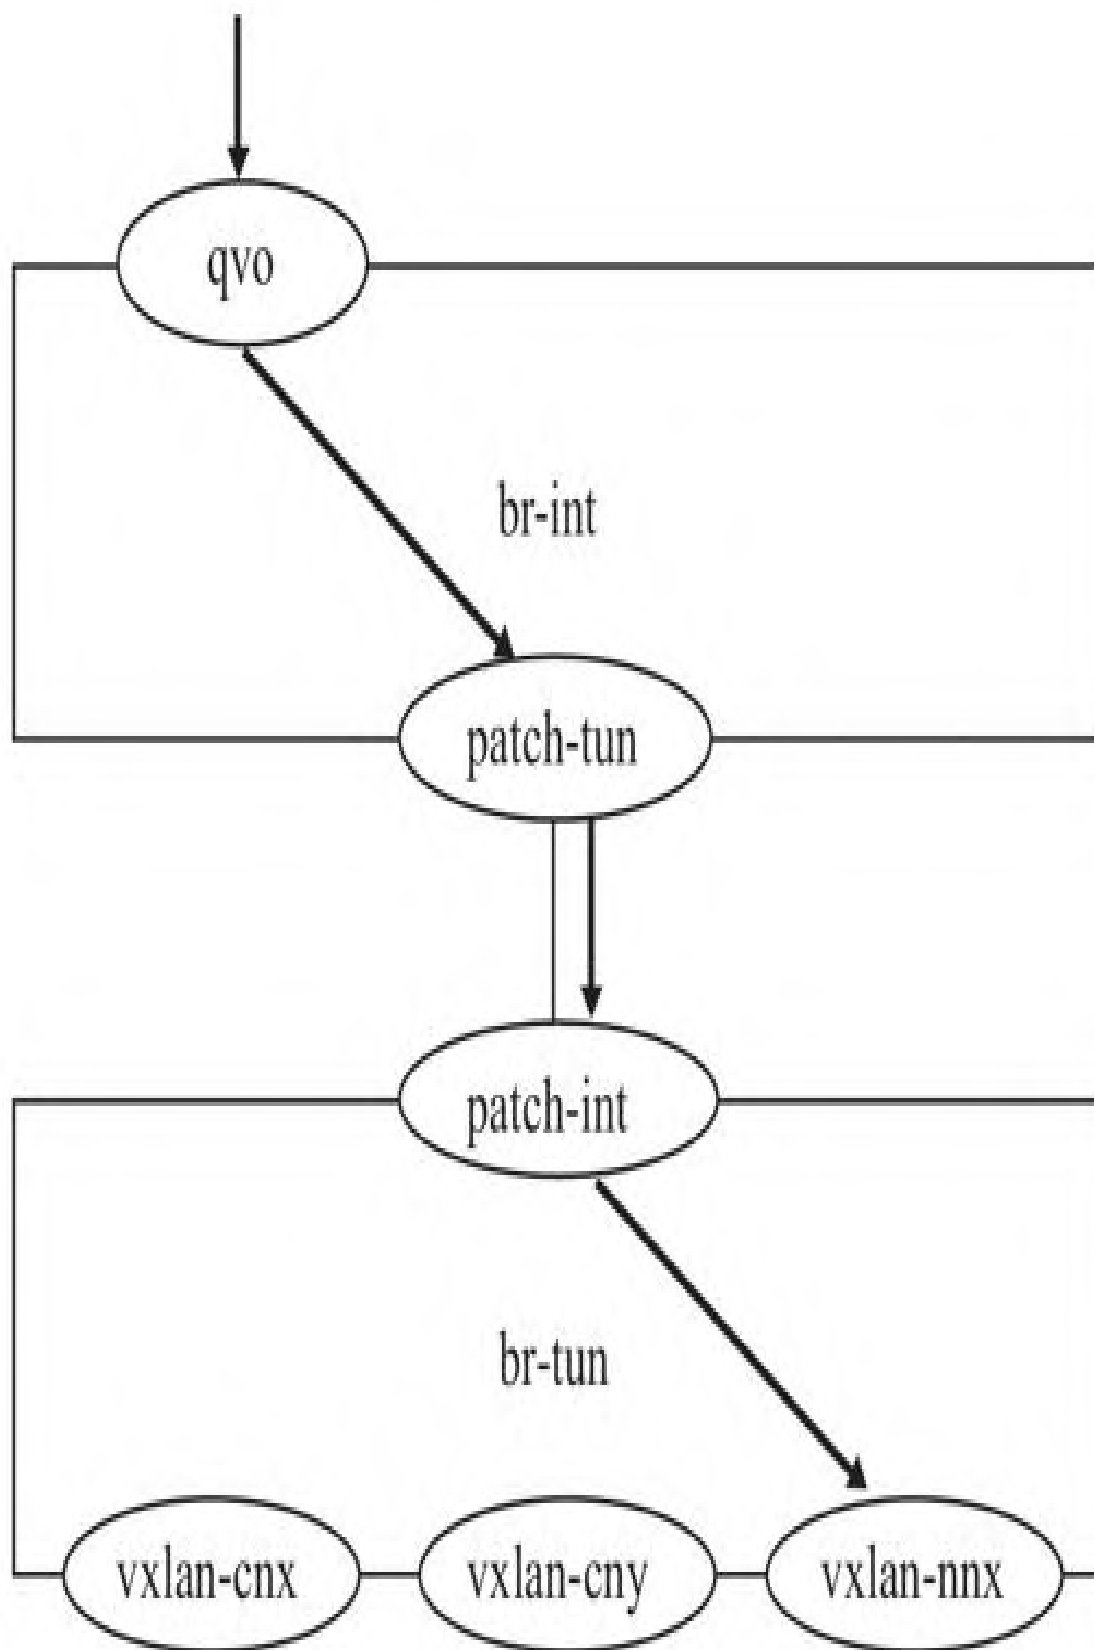 qvo
br-int
patch-tun
patch-int
br-tun
vxlan-cnx
vxlan-cny
vxlan-nnx